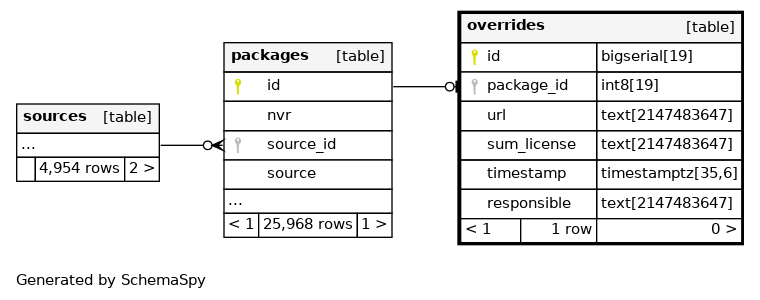 sources [table]
...
4,954 rows 2 >
packages [table]
id
nvr
source_id
source
...
< 1 25,968 rows 1 >
overrides [table]
id bigserial[19]
package_id int8[19]
url text[2147483647]
sum_license text[2147483647]
timestamp timestamptz[35,6]
responsible text[2147483647]
< 1 1 row 0 >
Generated by SchemaSpy